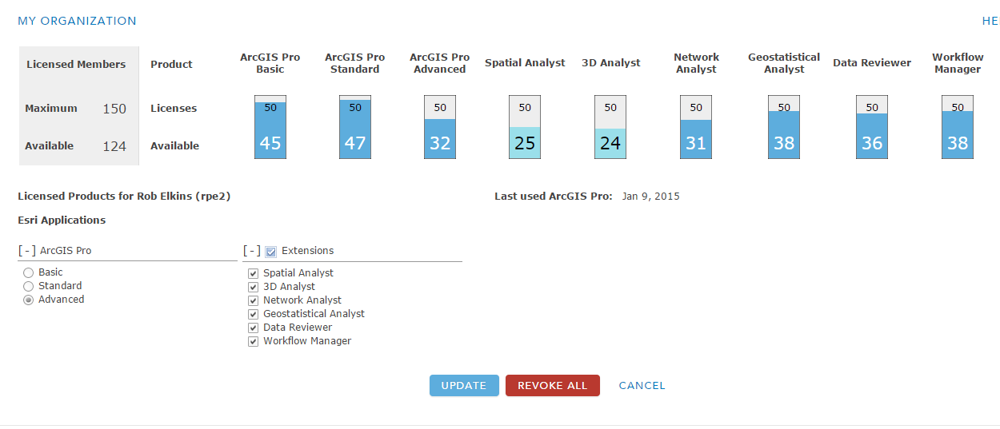 MY ORGANIZATION
Licensed Members
Product
ArcGIS Pro Basic
ArcGIS Pro Standard
ArcGIS Pro Advanced
Spatial Analyst
3D Analyst
Network Analyst
Geostatistical Analyst
Data Reviewer
Workflow Manager
Maximum 150 Licenses 50 50 50 50 50 50 50 50 50
Available 124 Available 45 47 32 25 24 31 38 36 38
Licensed Products for Rob Elkins (rpe2) Last used ArcGIS Pro: Jan 9, 2015
Esri Applications
[-] ArcGIS Pro
Basic
Standard
Advanced
[-] Extensions
Spatial Analyst
3D Analyst
Network Analyst
Geostatistical Analyst
Data Reviewer
Workflow Manager
UPDATE REVOKE ALL CANCEL